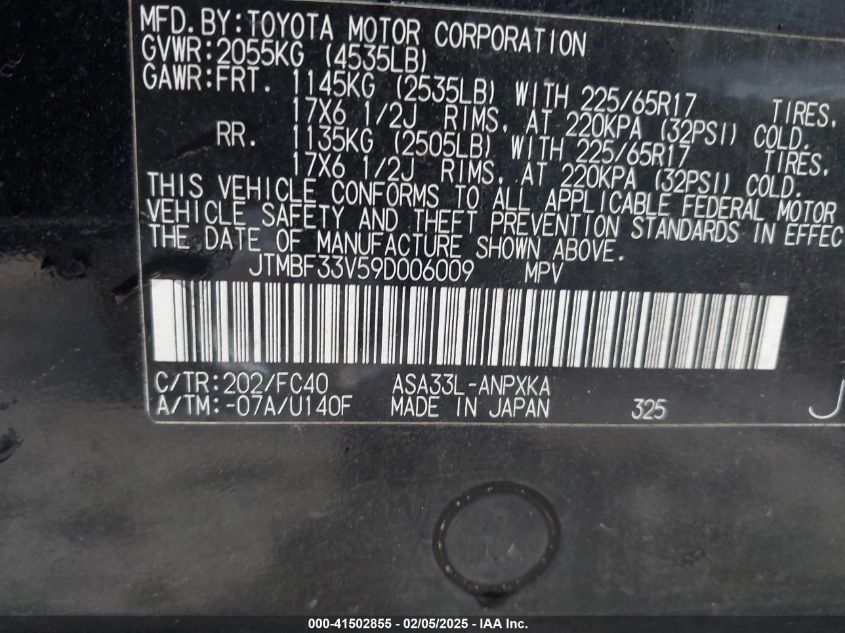 MFD. BY: TOYOTA MOTOR CORPORATION
GVWR: 2055KG (4535LB)
GAWR: FRT. 1145KG (2535LB) WITH 225/65R17 TIRES,
17X6 1/2J RIMS, AT 220KPA (32PSI) COLD.
RR. 1135KG (2505LB) WITH 225/65R17 TIRES,
17X6 1/2J RIMS, AT 220KPA (32PSI) COLD.
THIS VEHICLE CONFORMS TO ALL APPLICABLE FEDERAL MOTOR
VEHICLE SAFETY AND THEFT PREVENTION STANDARDS IN EFFEC
THE DATE OF MANUFACTURE SHOWN ABOVE.
JTMBF33V59D006009 MPV
C/TR: 202/FC40 ASA33L-ANPXKA
A/TM: -07A/U140F MADE IN JAPAN 325 J
000-41502855 - 02/05/2025 - IAA Inc.